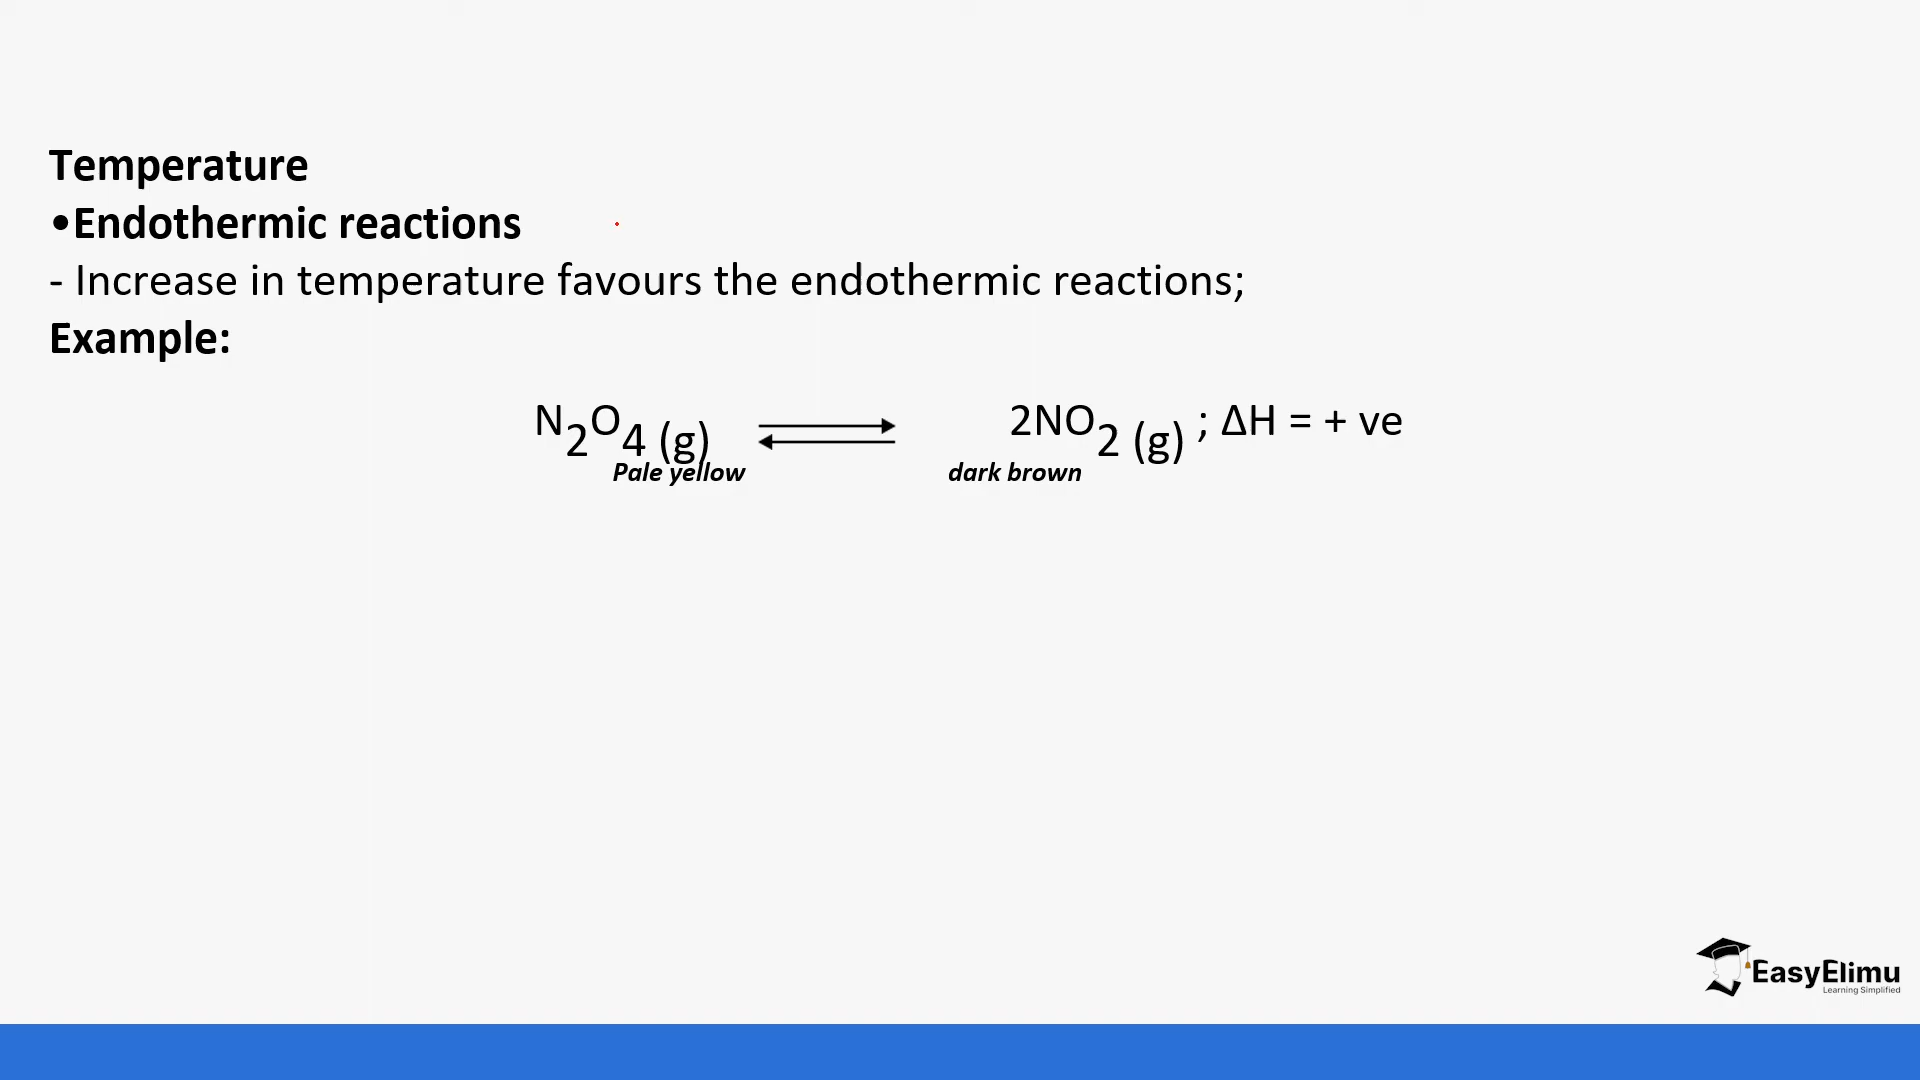 Temperature
•Endothermic reactions
- Increase in temperature favours the endothermic reactions;
Example:
N2O4 (g) ⇌ 2NO2 (g) ; ΔH = + ve
Pale yellow dark brown
EasyElimu
Learning Simplified